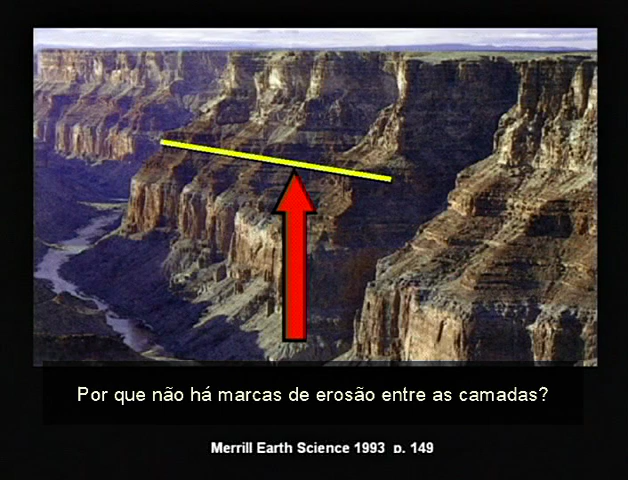 Por que não há marcas de erosão entre as camadas?
Merrill Earth Science 1993 p. 149